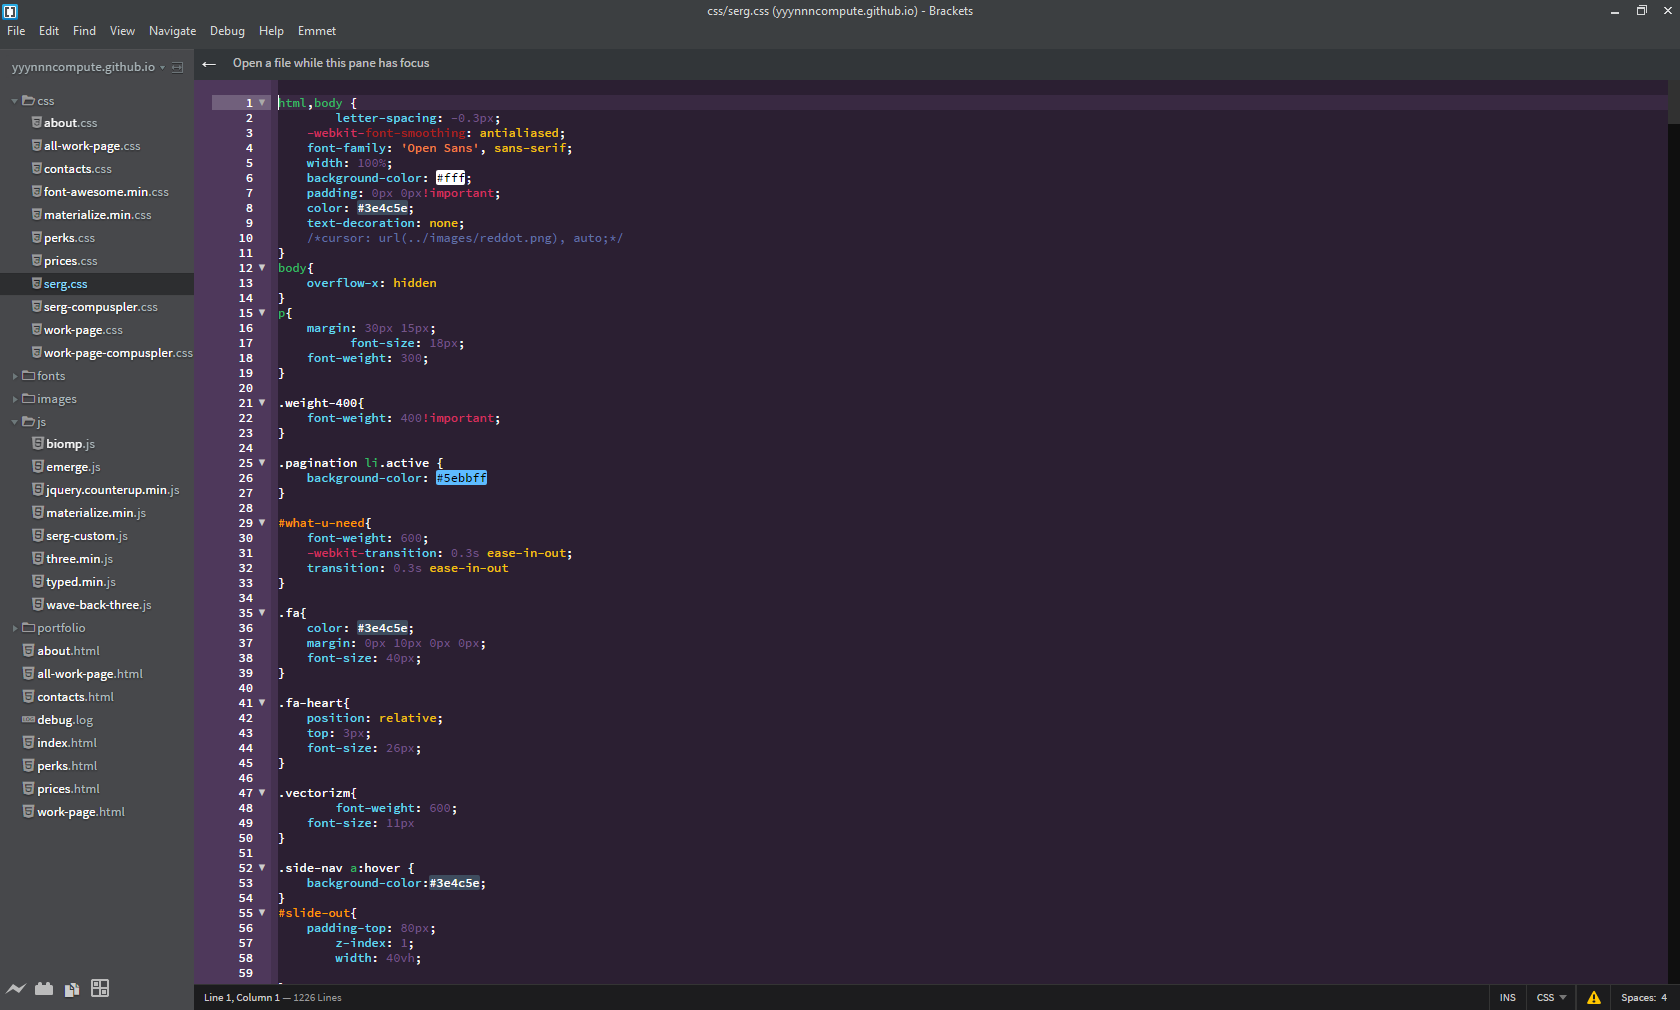 css/serg.css (yyynnncompute.github.io) - Brackets
File Edit Find View Navigate Debug Help Emmet
yyynnncompute.github.io
Open a file while this pane has focus
css
about.css
all-work-page.css
contacts.css
font-awesome.min.css
materialize.min.css
perks.css
prices.css
serg.css
serg-compuspler.css
work-page.css
work-page-compuspler.css
fonts
images
js
biomp.js
emerge.js
jquery.counterup.min.js
materialize.min.js
serg-custom.js
three.min.js
typed.min.js
wave-back-three.js
portfolio
about.html
all-work-page.html
contacts.html
debug.log
index.html
perks.html
prices.html
work-page.html
1 html,body {
2 letter-spacing: -0.3px;
3 -webkit-font-smoothing: antialiased;
4 font-family: 'Open Sans', sans-serif;
5 width: 100%;
6 background-color: #fff;
7 padding: 0px 0px!important;
8 color: #3e4c5e;
9 text-decoration: none;
10 /*cursor: url(../images/reddot.png), auto;*/
11 }
12 body{
13 overflow-x: hidden
14 }
15 p{
16 margin: 30px 15px;
17 font-size: 18px;
18 font-weight: 300;
19 }
20
21 .weight-400{
22 font-weight: 400!important;
23 }
24
25 .pagination li.active {
26 background-color: #5ebbff
27 }
28
29 #what-u-need{
30 font-weight: 600;
31 -webkit-transition: 0.3s ease-in-out;
32 transition: 0.3s ease-in-out
33 }
34
35 .fa{
36 color: #3e4c5e;
37 margin: 0px 10px 0px 0px;
38 font-size: 40px;
39 }
40
41 .fa-heart{
42 position: relative;
43 top: 3px;
44 font-size: 26px;
45 }
46
47 .vectorizm{
48 font-weight: 600;
49 font-size: 11px
50 }
51
52 .side-nav a:hover {
53 background-color:#3e4c5e;
54 }
55 #slide-out{
56 padding-top: 80px;
57 z-index: 1;
58 width: 40vh;
59
Line 1, Column 1 — 1226 Lines
INS CSS Spaces: 4